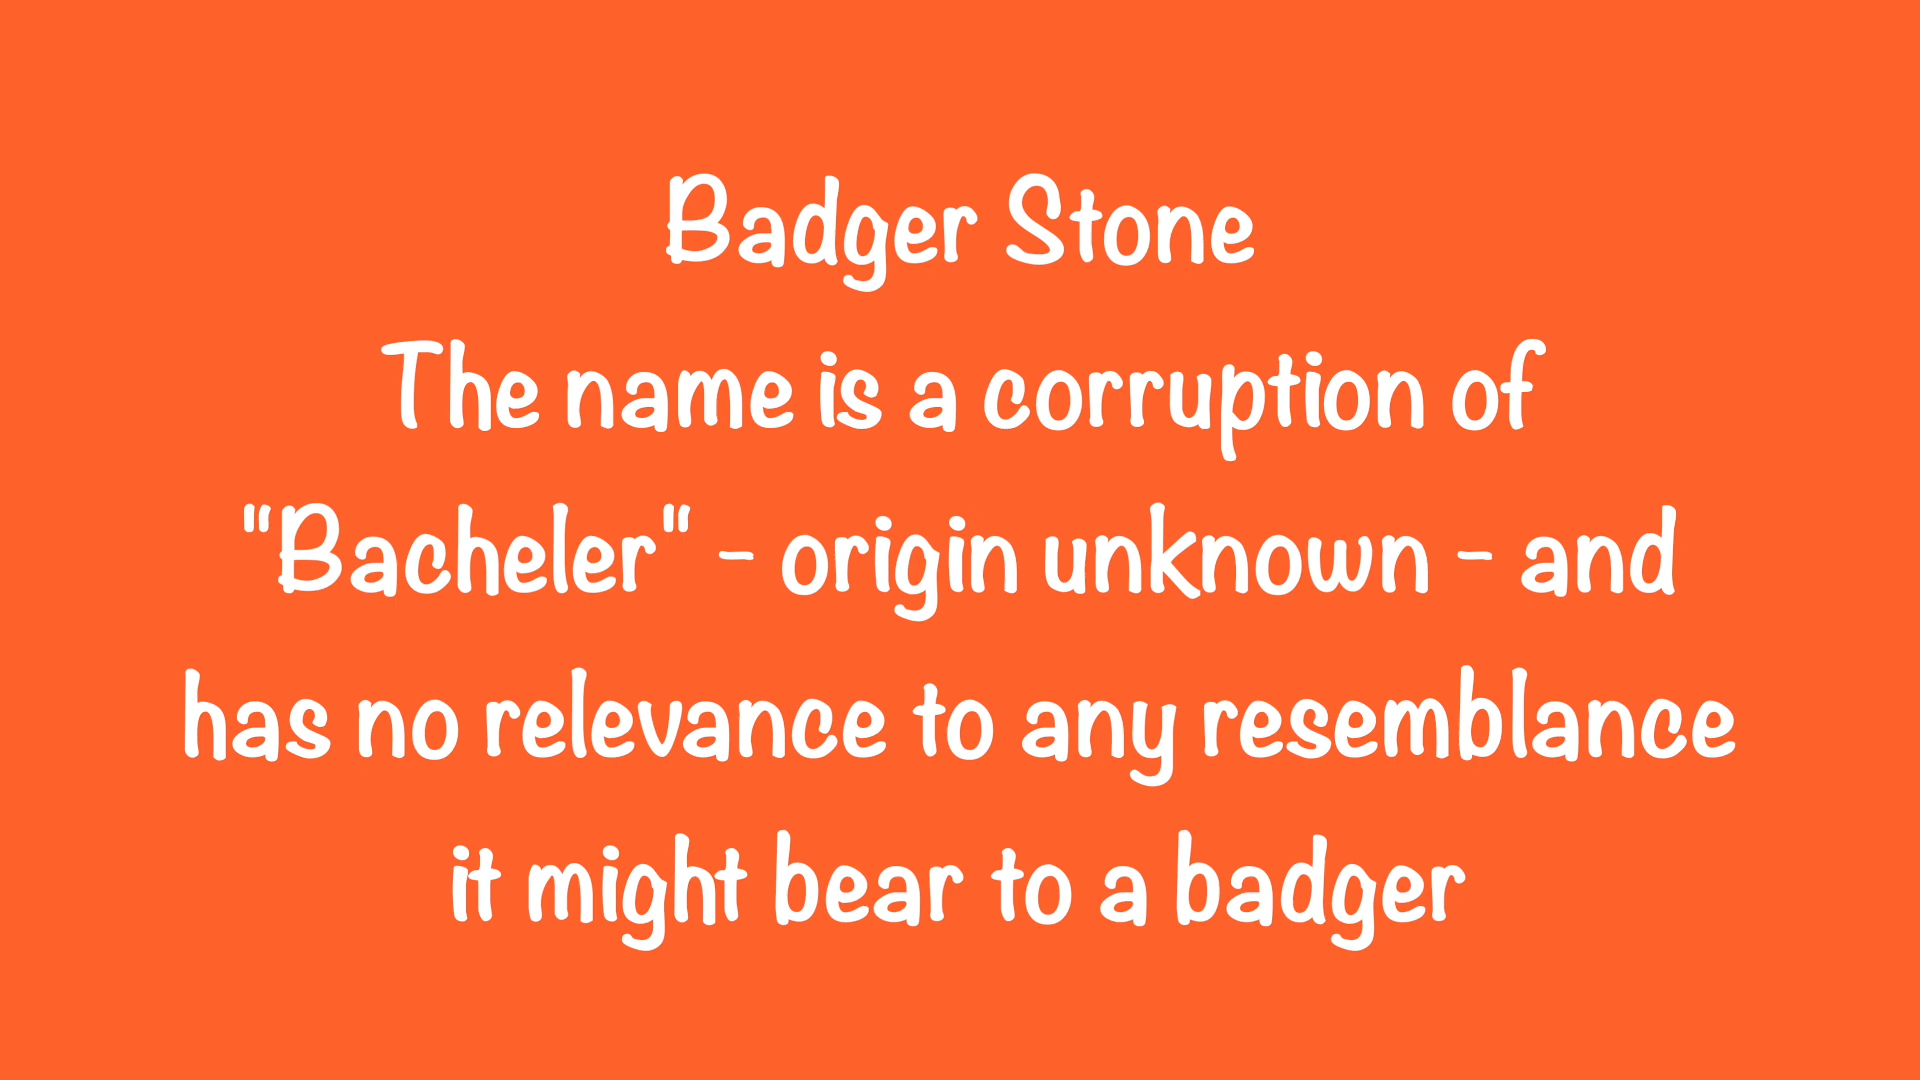 Badger Stone
The name is a corruption of
"Bacheler" - origin unknown - and
has no relevance to any resemblance
it might bear to a badger